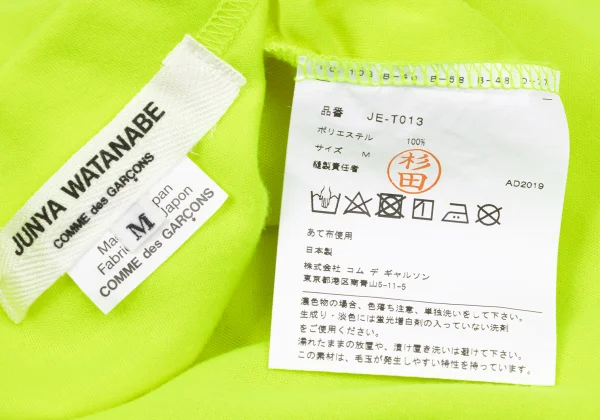 JUNYA WATANABE
COMME des GARÇONS
M
pan
Japon
COMME des GARÇONS
品番 JE-T013
ポリエステル 100%
サイズ M
縫製責任者
杉田
AD2019
あて布使用
日本製
株式会社 コム デ ギャルソン
東京都港区南青山5-11-5
濃色物の場合、色落ち注意、単独洗いをして下さい。
生成り・淡色には蛍光増白剤の入っていない洗剤
をご使用ください。
濡れたままの放置や、漬け置き洗いは避けて下さい。
この素材は、毛玉が発生しやすい特性を持っています。